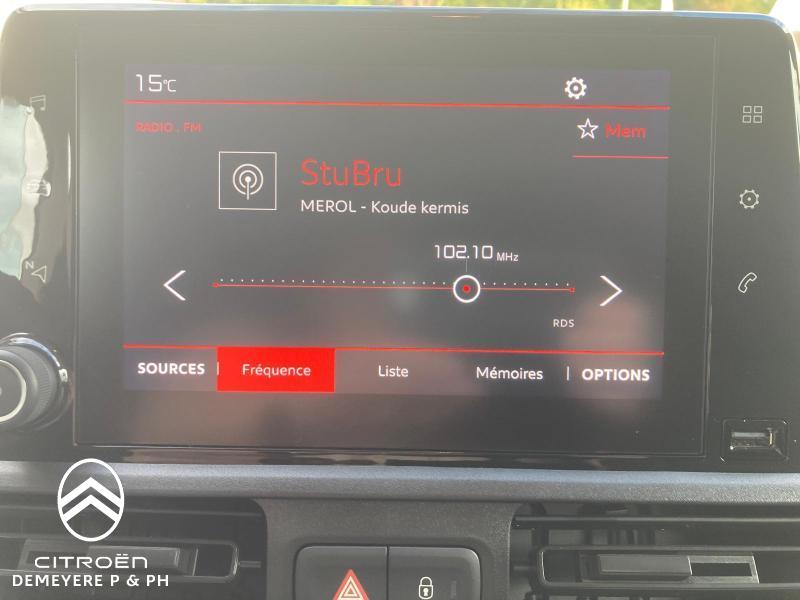 15°C
RADIO . FM
Mem
StuBru
MEROL - Koude kermis
102.10 MHz
RDS
SOURCES | Fréquence Liste Mémoires | OPTIONS
N
CITROËN
DEMEYERE P & PH